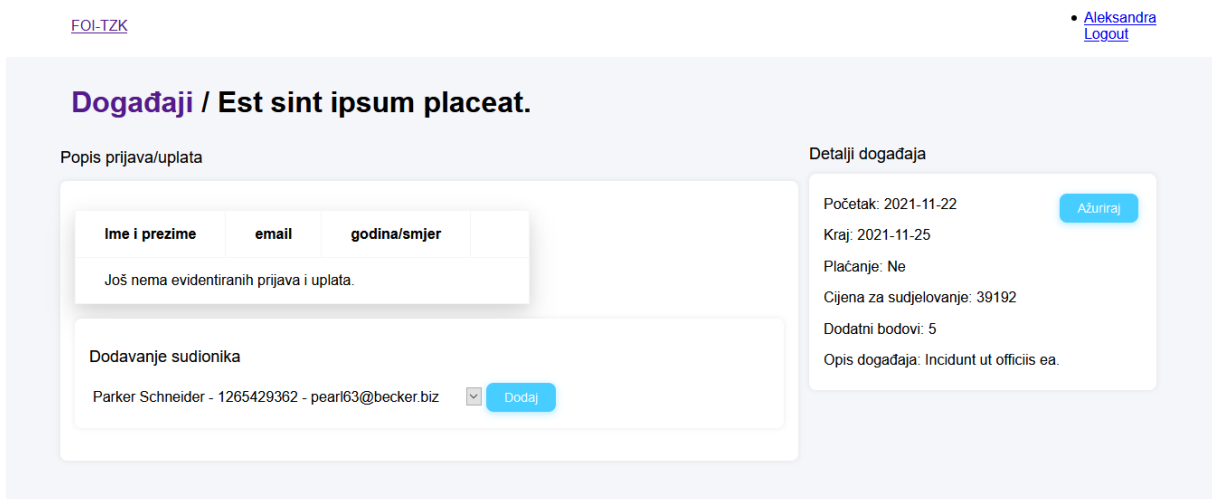 FOI-TZK
Aleksandra
Logout
Događaji / Est sint ipsum placeat.
Popis prijava/uplata
Ime i prezime email godina/smjer
Još nema evidentiranih prijava i uplata.
Dodavanje sudionika
Parker Schneider - 1265429362 - pearl63@becker.biz Dodaj
Detalji događaja
Početak: 2021-11-22 Ažuriraj
Kraj: 2021-11-25
Plaćanje: Ne
Cijena za sudjelovanje: 39192
Dodatni bodovi: 5
Opis događaja: Incidunt ut officiis ea.